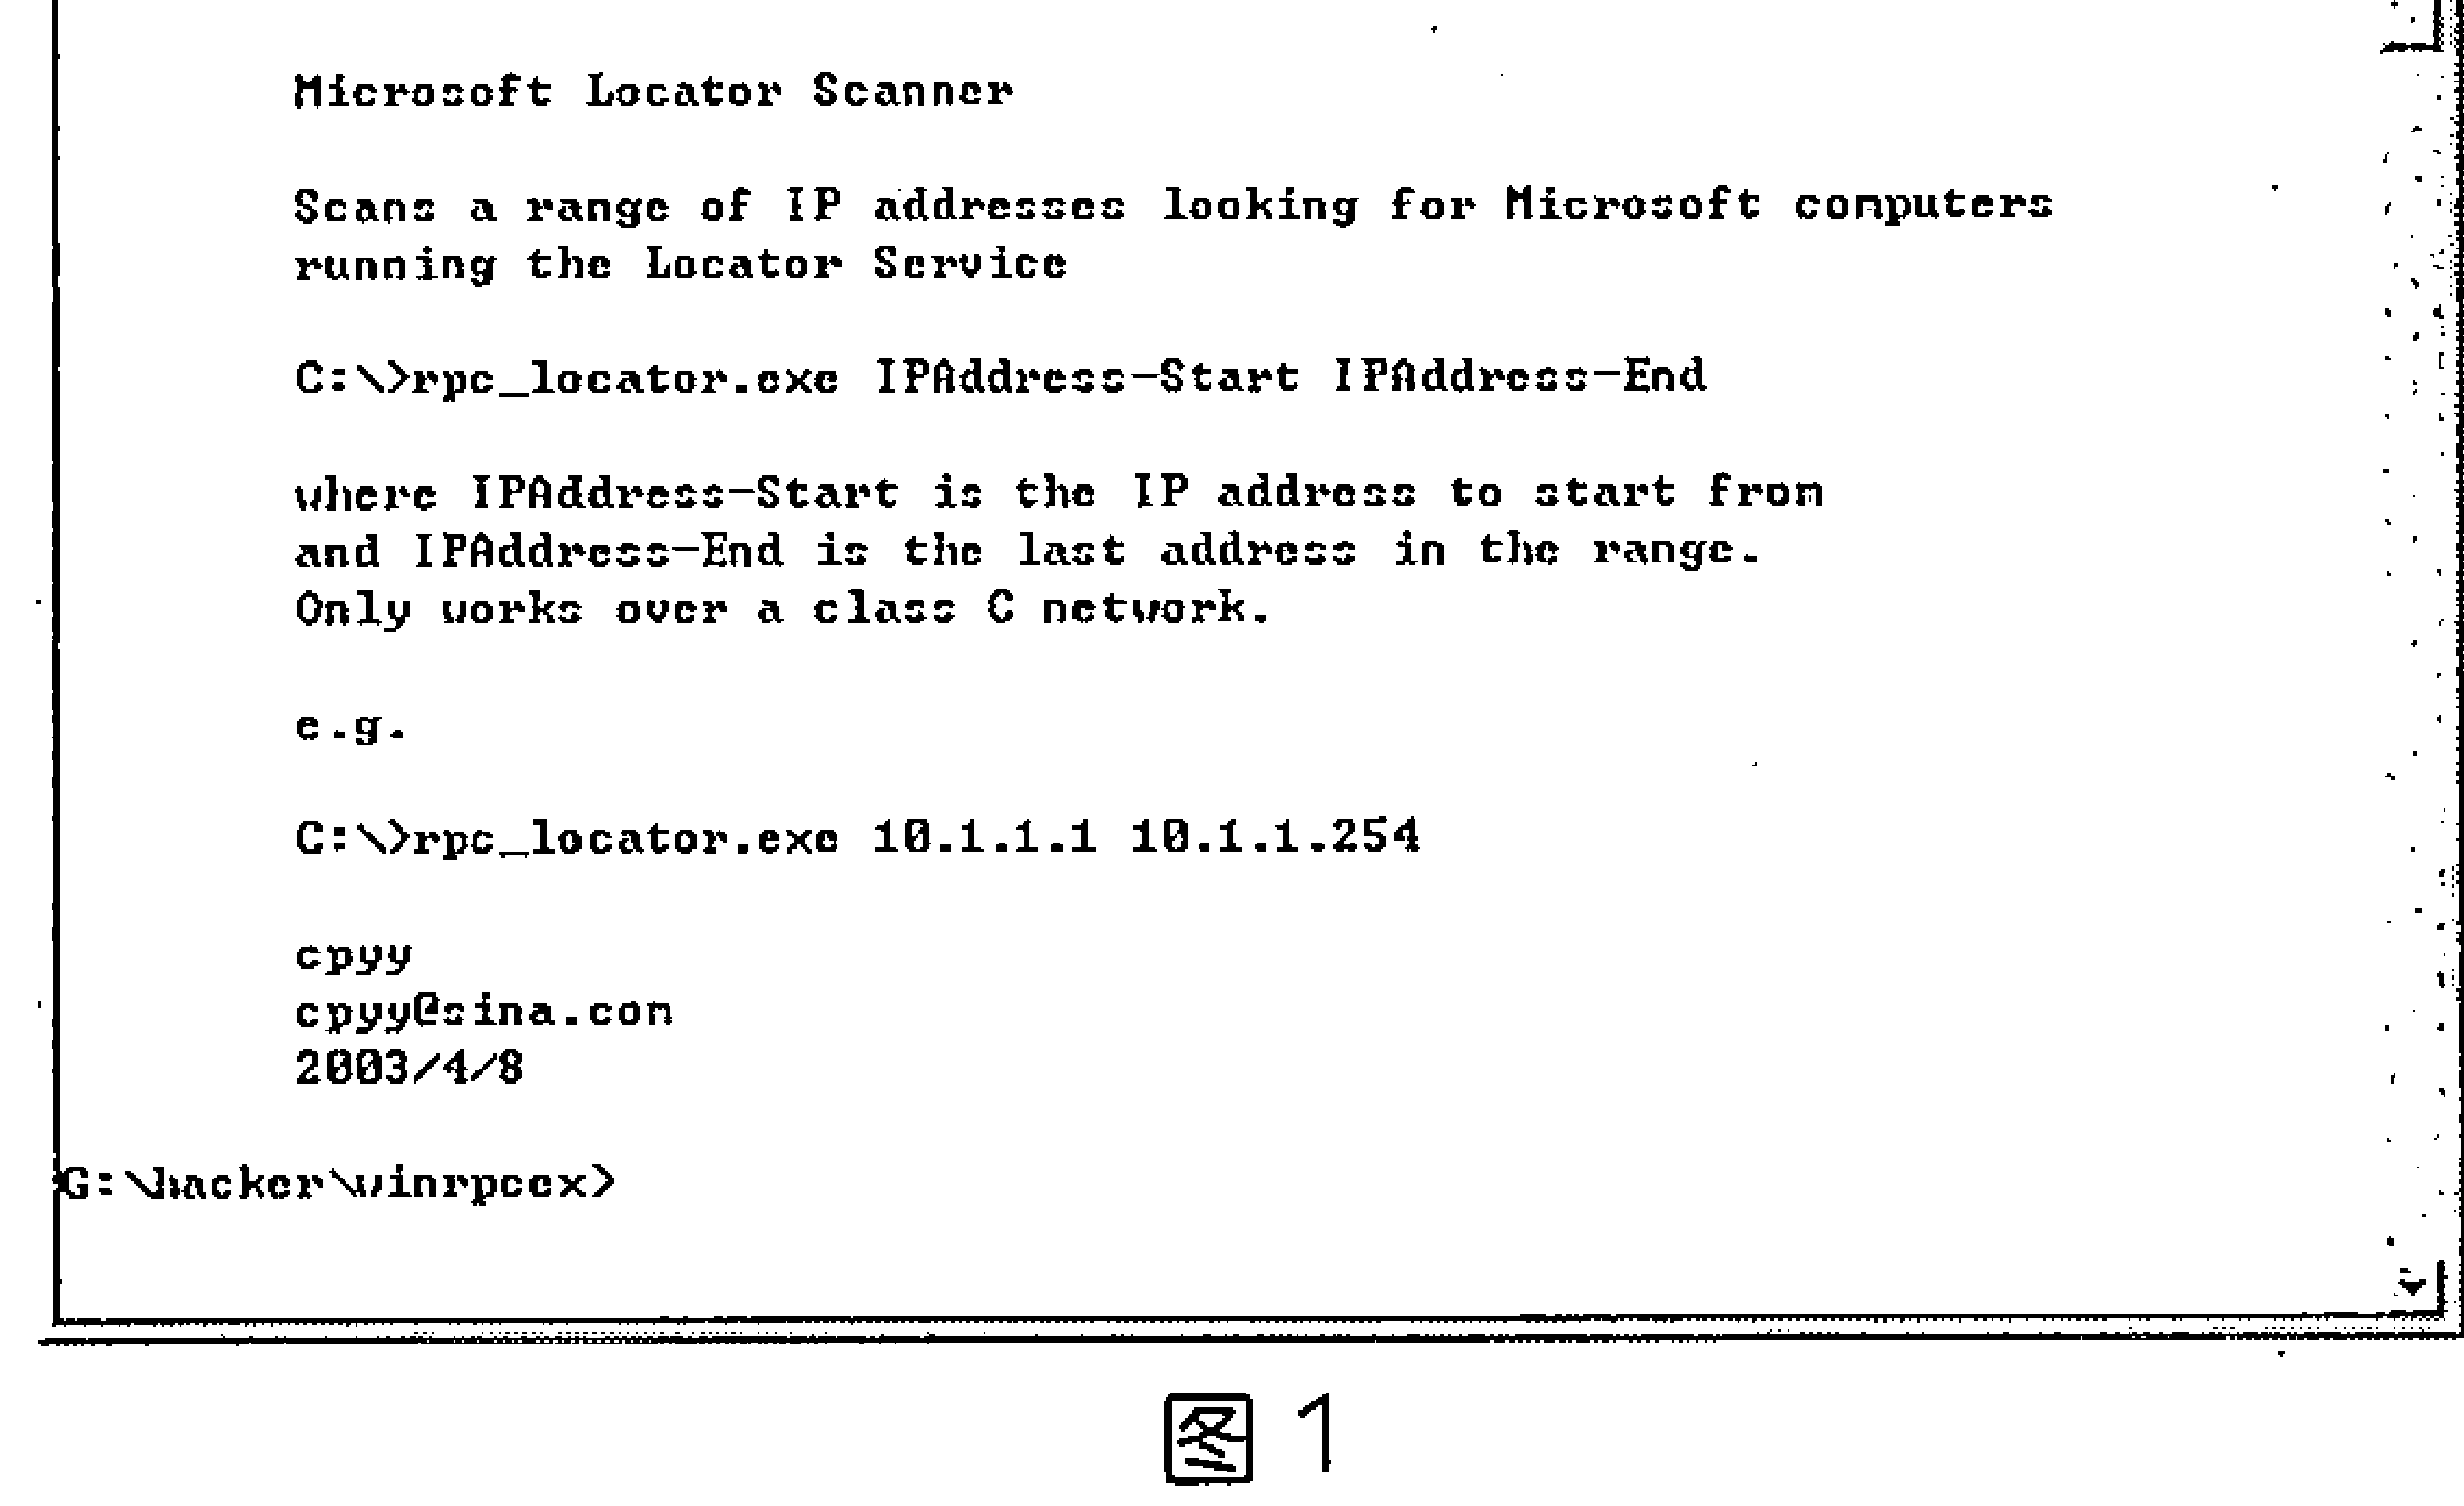 Microsoft Locator Scanner
Scans a range of IP addresses looking for Microsoft computers
running the Locator Service
C:\>rpc_locator.exe IPAddress-Start IPAddress-End
where IPAddress-Start is the IP address to start from
and IPAddress-End is the last address in the range.
Only works over a class C network.
e.g.
C:\>rpc_locator.exe 10.1.1.1 10.1.1.254
cpyy
cpyy@sina.com
2003/4/8
G:\hacker\winrpcex>
图 1